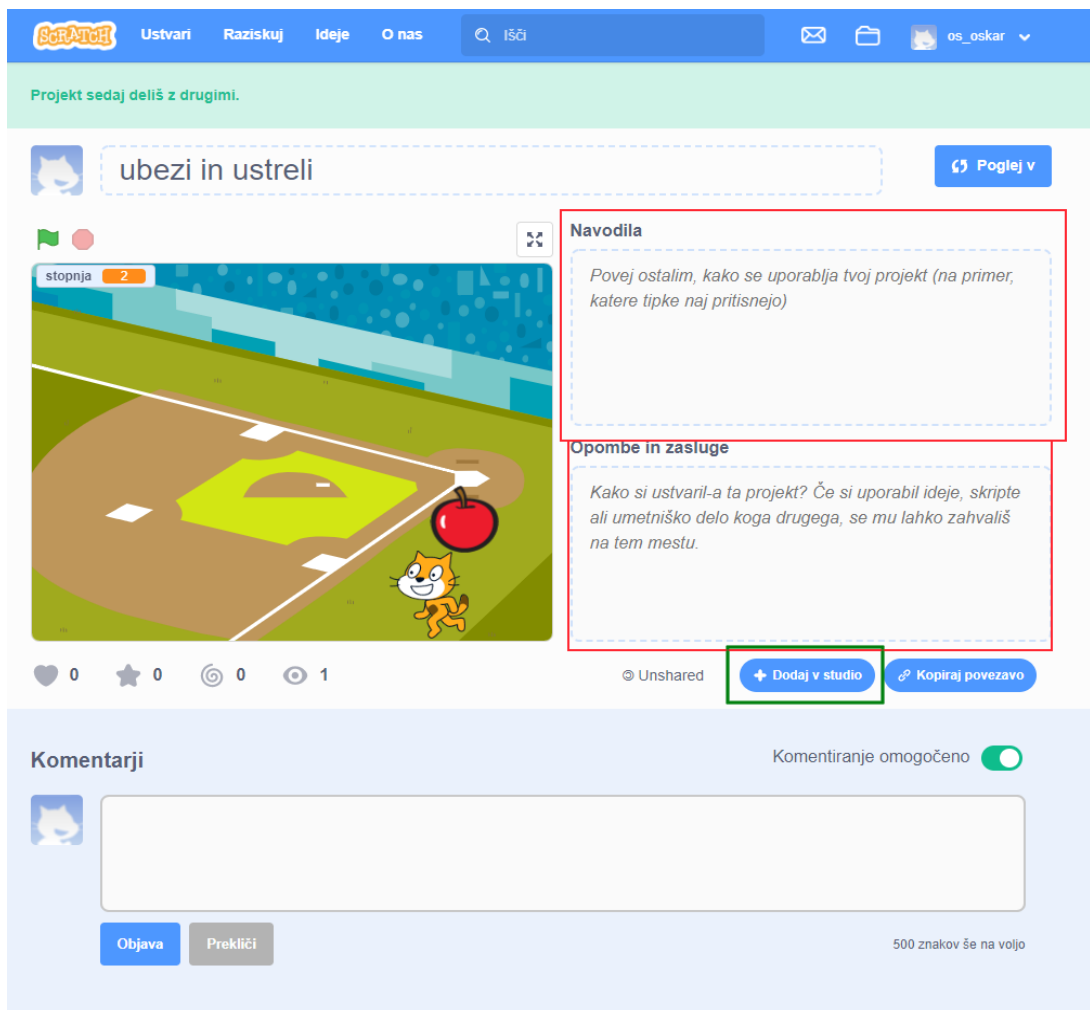 SCRATCH Ustvari Raziskuj Ideje O nas Išči os_oskar
Projekt sedaj deliš z drugimi.
ubezi in ustreli
Poglej v
Navodila
stopnja 2
Povej ostalim, kako se uporablja tvoj projekt (na primer,
katere tipke naj pritisnejo)
Opombe in zasluge
Kako si ustvaril-a ta projekt? Če si uporabil ideje, skripte
ali umetniško delo koga drugega, se mu lahko zahvališ
na tem mestu.
0 0 0 1
Unshared
Dodaj v studio
Kopiraj povezavo
Komentarji
Komentiranje omogočeno
Objava
Prekliči
500 znakov še na voljo